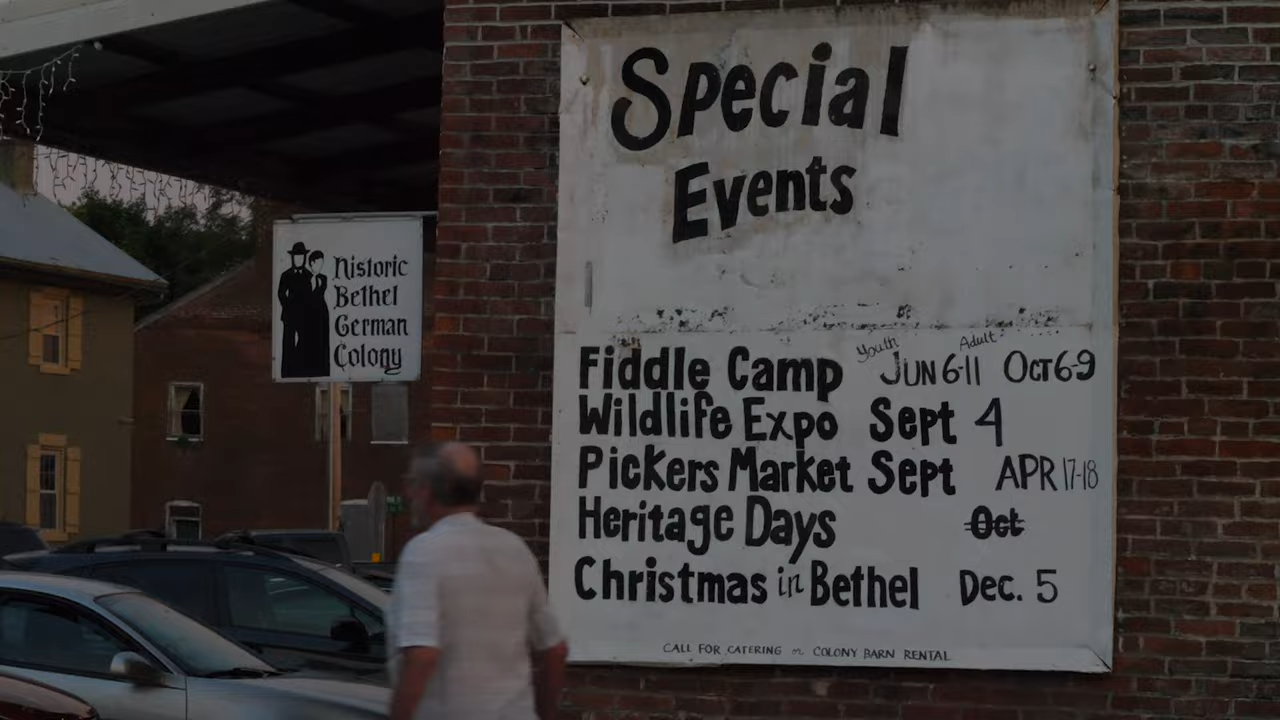 Special
Events
Historic
Bethel
German
Colony
Youth Adult
Fiddle Camp JUN 6-11 OCT 6-9
Wildlife Expo Sept 4
Pickers Market Sept APR 17-18
Heritage Days Oct
Christmas in Bethel Dec. 5
CALL FOR CATERING or COLONY BARN RENTAL